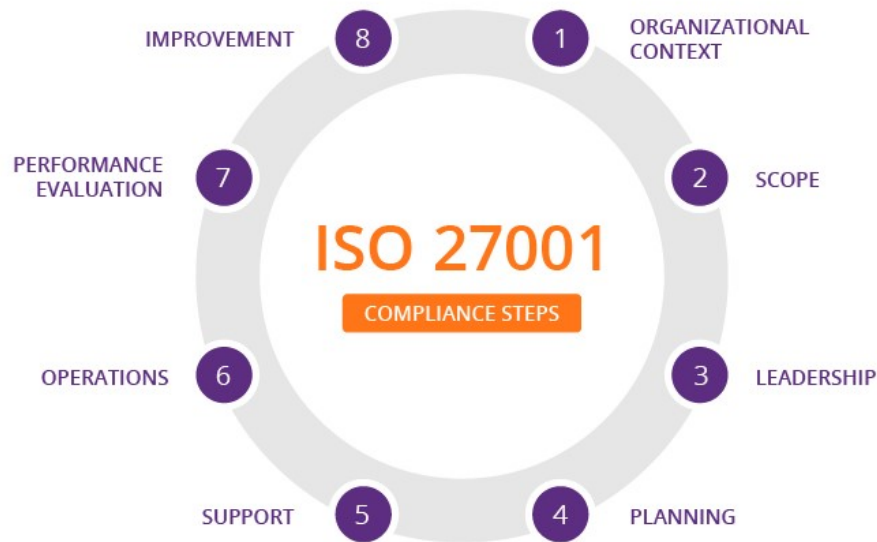 ISO 27001
COMPLIANCE STEPS
1
ORGANIZATIONAL
CONTEXT
2
SCOPE
3
LEADERSHIP
4
PLANNING
5
SUPPORT
6
OPERATIONS
7
PERFORMANCE
EVALUATION
8
IMPROVEMENT